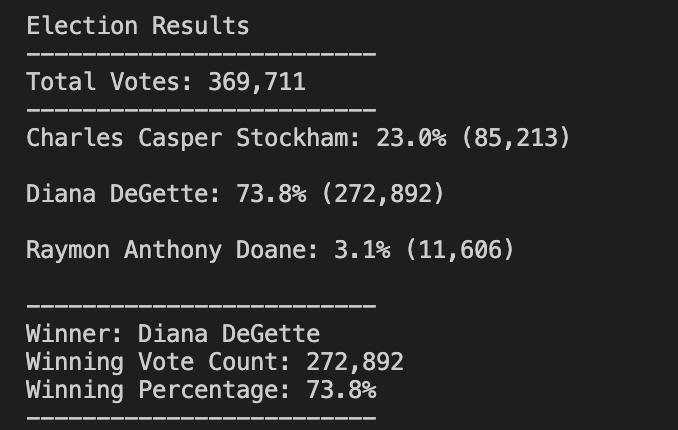 Election Results
-------------------------
Total Votes: 369,711
-------------------------
Charles Casper Stockham: 23.0% (85,213)
Diana DeGette: 73.8% (272,892)
Raymon Anthony Doane: 3.1% (11,606)
-------------------------
Winner: Diana DeGette
Winning Vote Count: 272,892
Winning Percentage: 73.8%
-------------------------